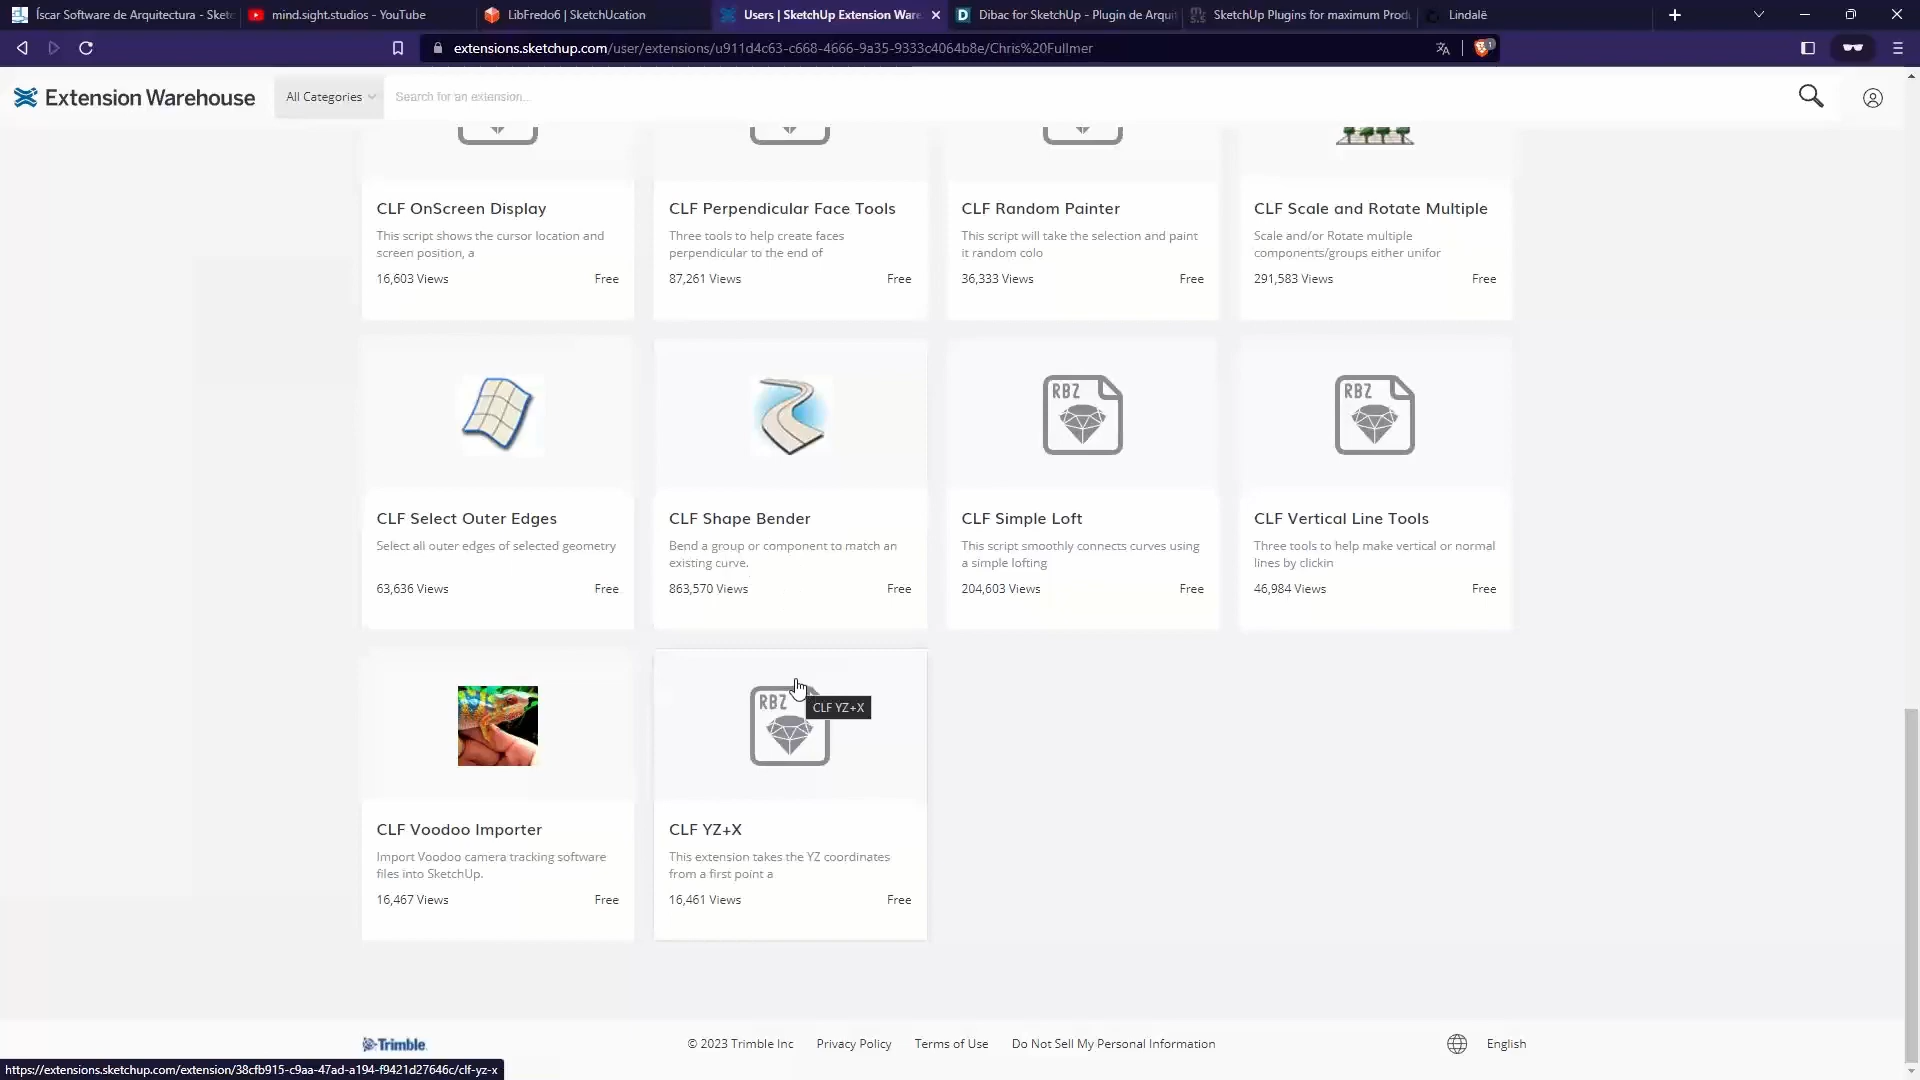 Íscar Software de Arquitectura - Sketc
mind.sight.studios - YouTube
LibFredo6 | SketchUcation
Users | SketchUp Extension Ware
Dibac for SketchUp - Plugin de Arqui
SketchUp Plugins for maximum Produ
Lindalë
extensions.sketchup.com/user/extensions/u911d4c63-c668-4666-9a35-9333c4064b8e/Chris%20Fullmer
1
Extension Warehouse
All Categories
Search for an extension...
CLF OnScreen Display
This script shows the cursor location and
screen position, a
16,603 Views
Free
CLF Perpendicular Face Tools
Three tools to help create faces
perpendicular to the end of
87,261 Views
Free
CLF Random Painter
This script will take the selection and paint
it random colo
36,333 Views
Free
CLF Scale and Rotate Multiple
Scale and/or Rotate multiple
components/groups either unifor
291,583 Views
Free
CLF Select Outer Edges
Select all outer edges of selected geometry
63,636 Views
Free
CLF Shape Bender
Bend a group or component to match an
existing curve.
863,570 Views
Free
RBZ
CLF Simple Loft
This script smoothly connects curves using
a simple lofting
204,603 Views
Free
RBZ
CLF Vertical Line Tools
Three tools to help make vertical or normal
lines by clickin
46,984 Views
Free
CLF Voodoo Importer
Import Voodoo camera tracking software
files into SketchUp.
16,467 Views
Free
RBZ
CLF YZ+X
CLF YZ+X
This extension takes the YZ coordinates
from a first point a
16,461 Views
Free
Trimble
© 2023 Trimble Inc
Privacy Policy
Terms of Use
Do Not Sell My Personal Information
English
https://extensions.sketchup.com/extension/38cfb915-c9aa-47ad-a194-f9421d27646c/clf-yz-x